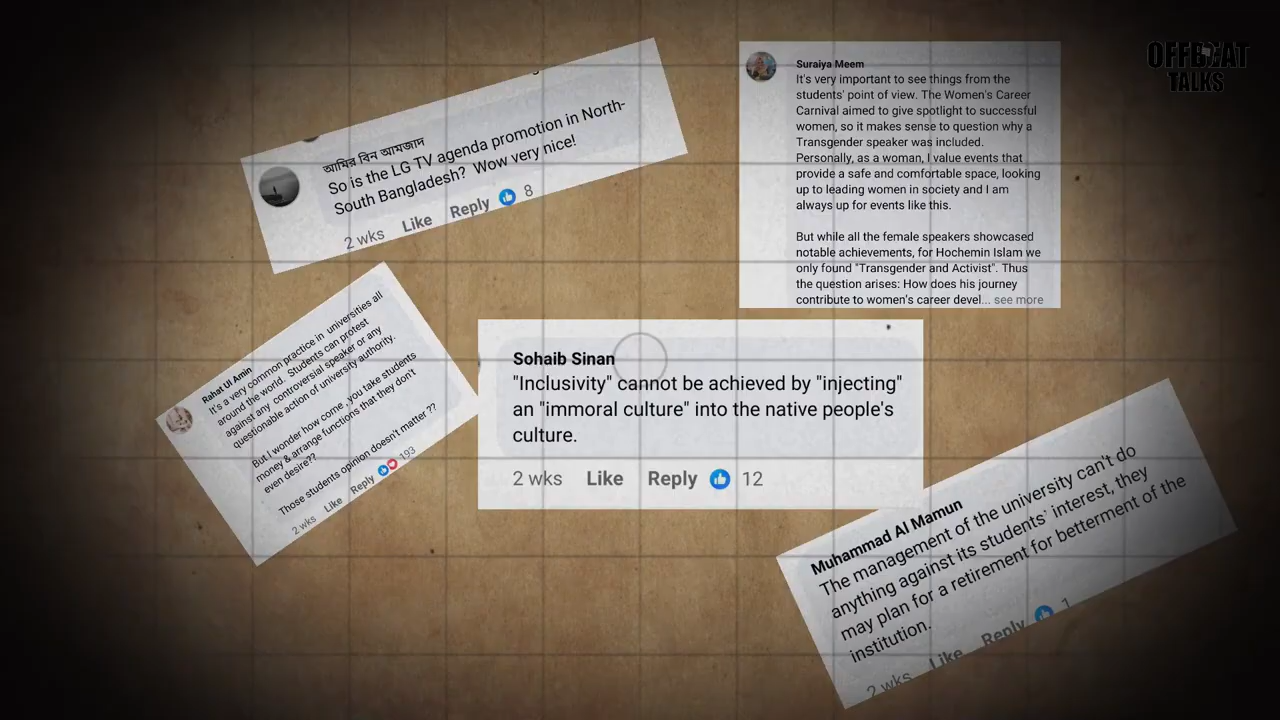 OFFBEAT
TALKS
আমির বিন আমজাদ
So is the LG TV agenda promotion in North-
South Bangladesh? Wow very nice!
2 wks Like Reply 8
Suraiya Meem
It's very important to see things from the
students' point of view. The Women's Career
Carnival aimed to give spotlight to successful
women, so it makes sense to question why a
Transgender speaker was included.
Personally, as a woman, I value events that
provide a safe and comfortable space, looking
up to leading women in society and I am
always up for events like this.
But while all the female speakers showcased
notable achievements, for Hochemin Islam we
only found "Transgender and Activist". Thus
the question arises: How does his journey
contribute to women's career devel... see more
Rahat Ul Amin
It's a very common practice in universities all
around the world. Students can protest
against any controversial speaker or any
questionable action of university authority.
But I wonder how come , you take students
money & arrange functions that they don't
even desire??
Those students opinion doesn't matter ??
2 wks Like Reply 193
Sohaib Sinan
"Inclusivity" cannot be achieved by "injecting"
an "immoral culture" into the native people's
culture.
2 wks Like Reply 12
Muhammad Al Mamun
The management of the university can't do
anything against its students' interest, they
may plan for a retirement for betterment of the
institution.
2 wks Like Reply 1